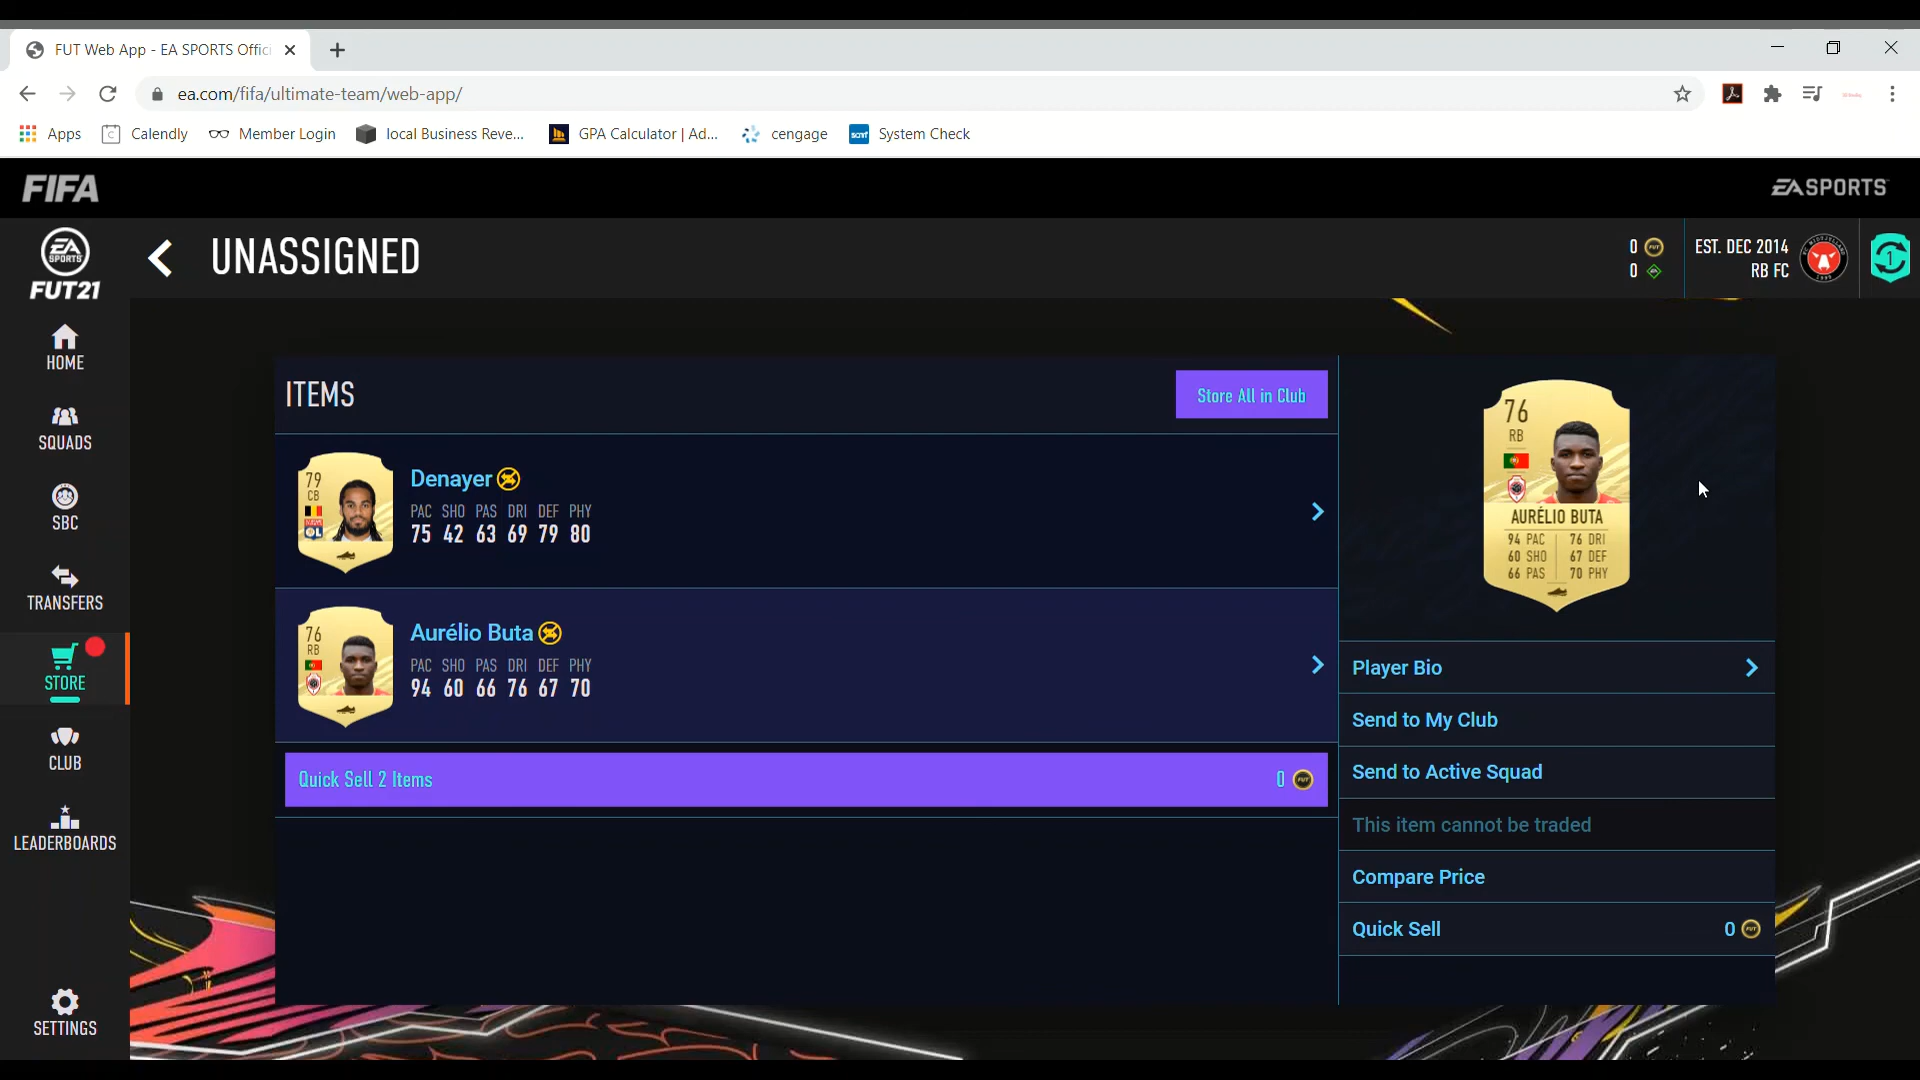 FUT Web App - EA SPORTS Offici
ea.com/fifa/ultimate-team/web-app/
Apps Calendly Member Login local Business Reve... GPA Calculator | Ad... cengage System Check
FIFA
EA SPORTS
EA SPORTS
FUT21
UNASSIGNED
0
0
EST. DEC 2014
RB FC
1
HOME
SQUADS
SBC
TRANSFERS
STORE
CLUB
LEADERBOARDS
SETTINGS
ITEMS
Store All in Club
79
CB
Denayer
PAC SHO PAS DRI DEF PHY
75 42 63 69 79 80
76
RB
Aurélio Buta
PAC SHO PAS DRI DEF PHY
94 60 66 76 67 70
Quick Sell 2 Items 0
76
RB
AURÉLIO BUTA
94 PAC 76 DRI
60 SHO 67 DEF
66 PAS 70 PHY
Player Bio
Send to My Club
Send to Active Squad
This item cannot be traded
Compare Price
Quick Sell 0